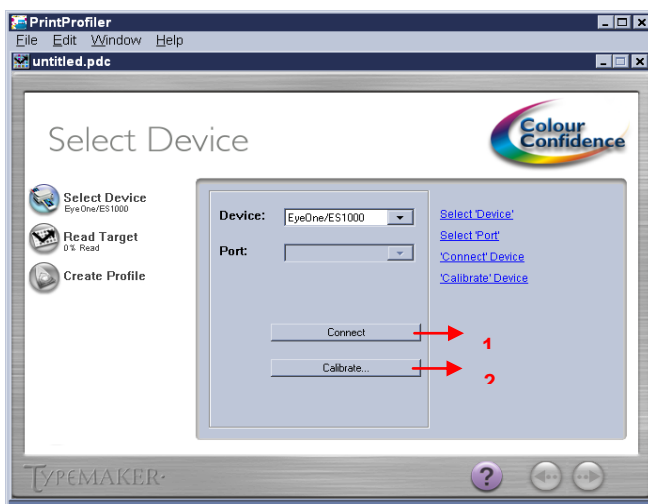 PrintProfiler
File Edit Window Help
untitled.pdc
Select Device
Colour
Confidence
Select Device
EyeOne/ES1000
Read Target
0% Read
Create Profile
Device: EyeOne/ES1000
Port:
Select 'Device'
Select 'Port'
'Connect' Device
'Calibrate' Device
Connect
1
Calibrate...
2
TYPEMAKER
?